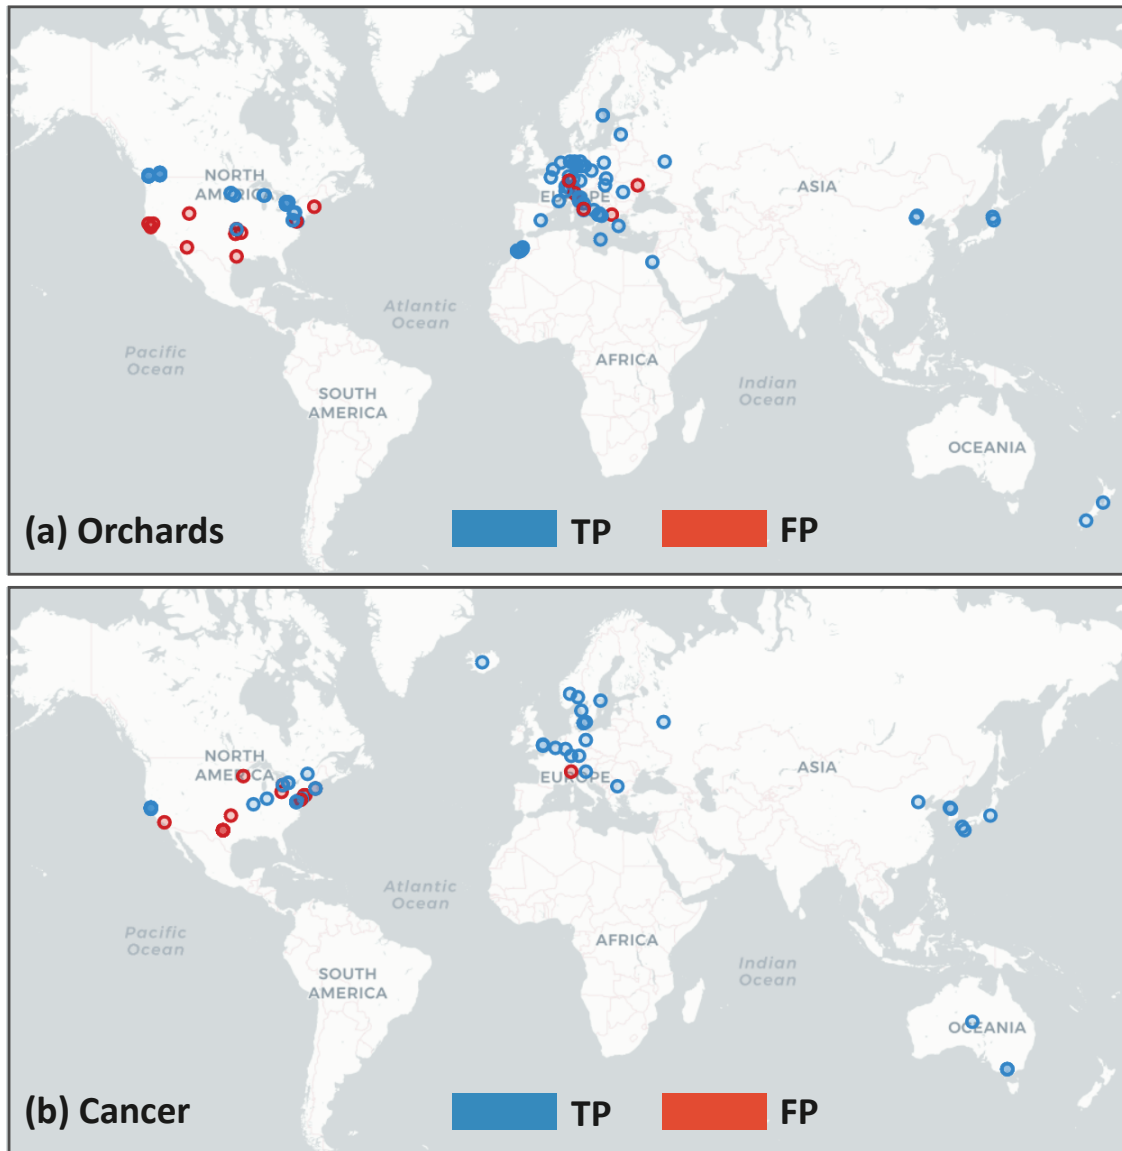 NORTH
AMERICA
EUROPE
ASIA
Atlantic
Ocean
Pacific
Ocean
AFRICA
SOUTH
AMERICA
Indian
Ocean
OCEANIA
(a) Orchards
TP
FP
NORTH
AMERICA
EUROPE
ASIA
Atlantic
Ocean
Pacific
Ocean
AFRICA
SOUTH
AMERICA
Indian
Ocean
OCEANIA
(b) Cancer
TP
FP